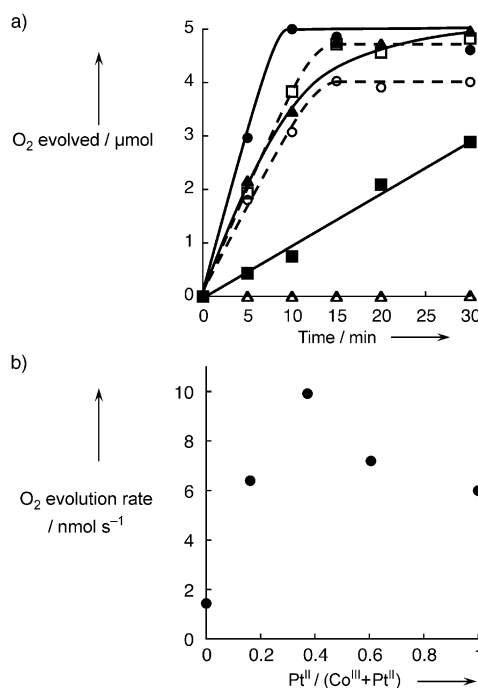 a)
5
4
O₂ evolved / µmol
3
2
1
0
0 5 10 15 20 25 30
Time / min
b)
10
8
O₂ evolution rate
/ nmol s⁻¹
6
4
2
0
0 0.2 0.4 0.6 0.8 1
Ptᴵᴵ / (Coᴵᴵᴵ+Ptᴵᴵ)